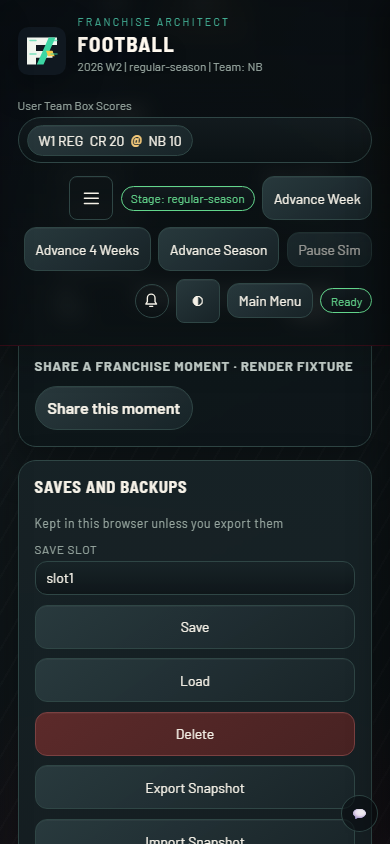 FRANCHISE ARCHITECT
FOOTBALL
2026 W2 | regular-season | Team: NB
User Team Box Scores
W1 REG CR 20 @ NB 10
Stage: regular-season
Advance Week
Advance 4 Weeks
Advance Season
Pause Sim
Main Menu
Ready
SHARE A FRANCHISE MOMENT · RENDER FIXTURE
Share this moment
SAVES AND BACKUPS
Kept in this browser unless you export them
SAVE SLOT
slot1
Save
Load
Delete
Export Snapshot
Import Snapshot